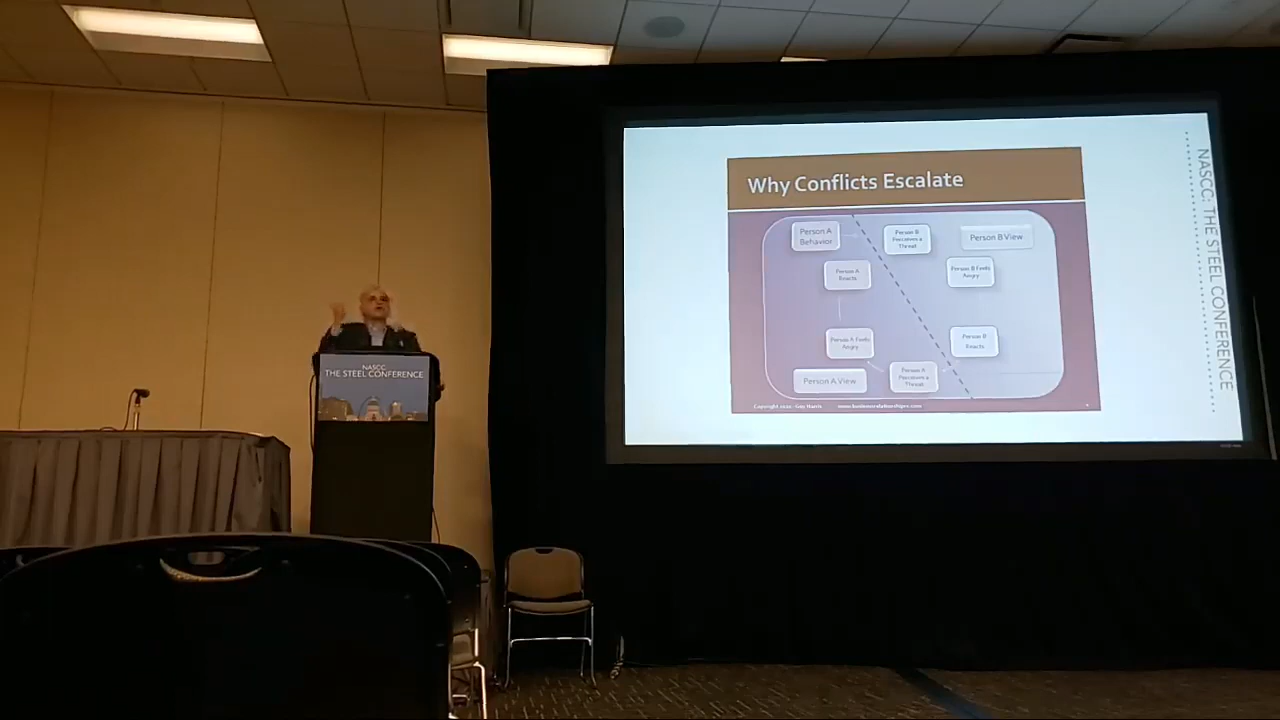 NASCC
THE STEEL CONFERENCE
Why Conflicts Escalate
Person A
Behavior
Person B
Perceives a
Threat
Person B View
Person A
Reacts
Person B Feels
Angry
Person A Feels
Angry
Person B
Reacts
Person A View
Person A
Perceives a
Threat
NASCC: THE STEEL CONFERENCE